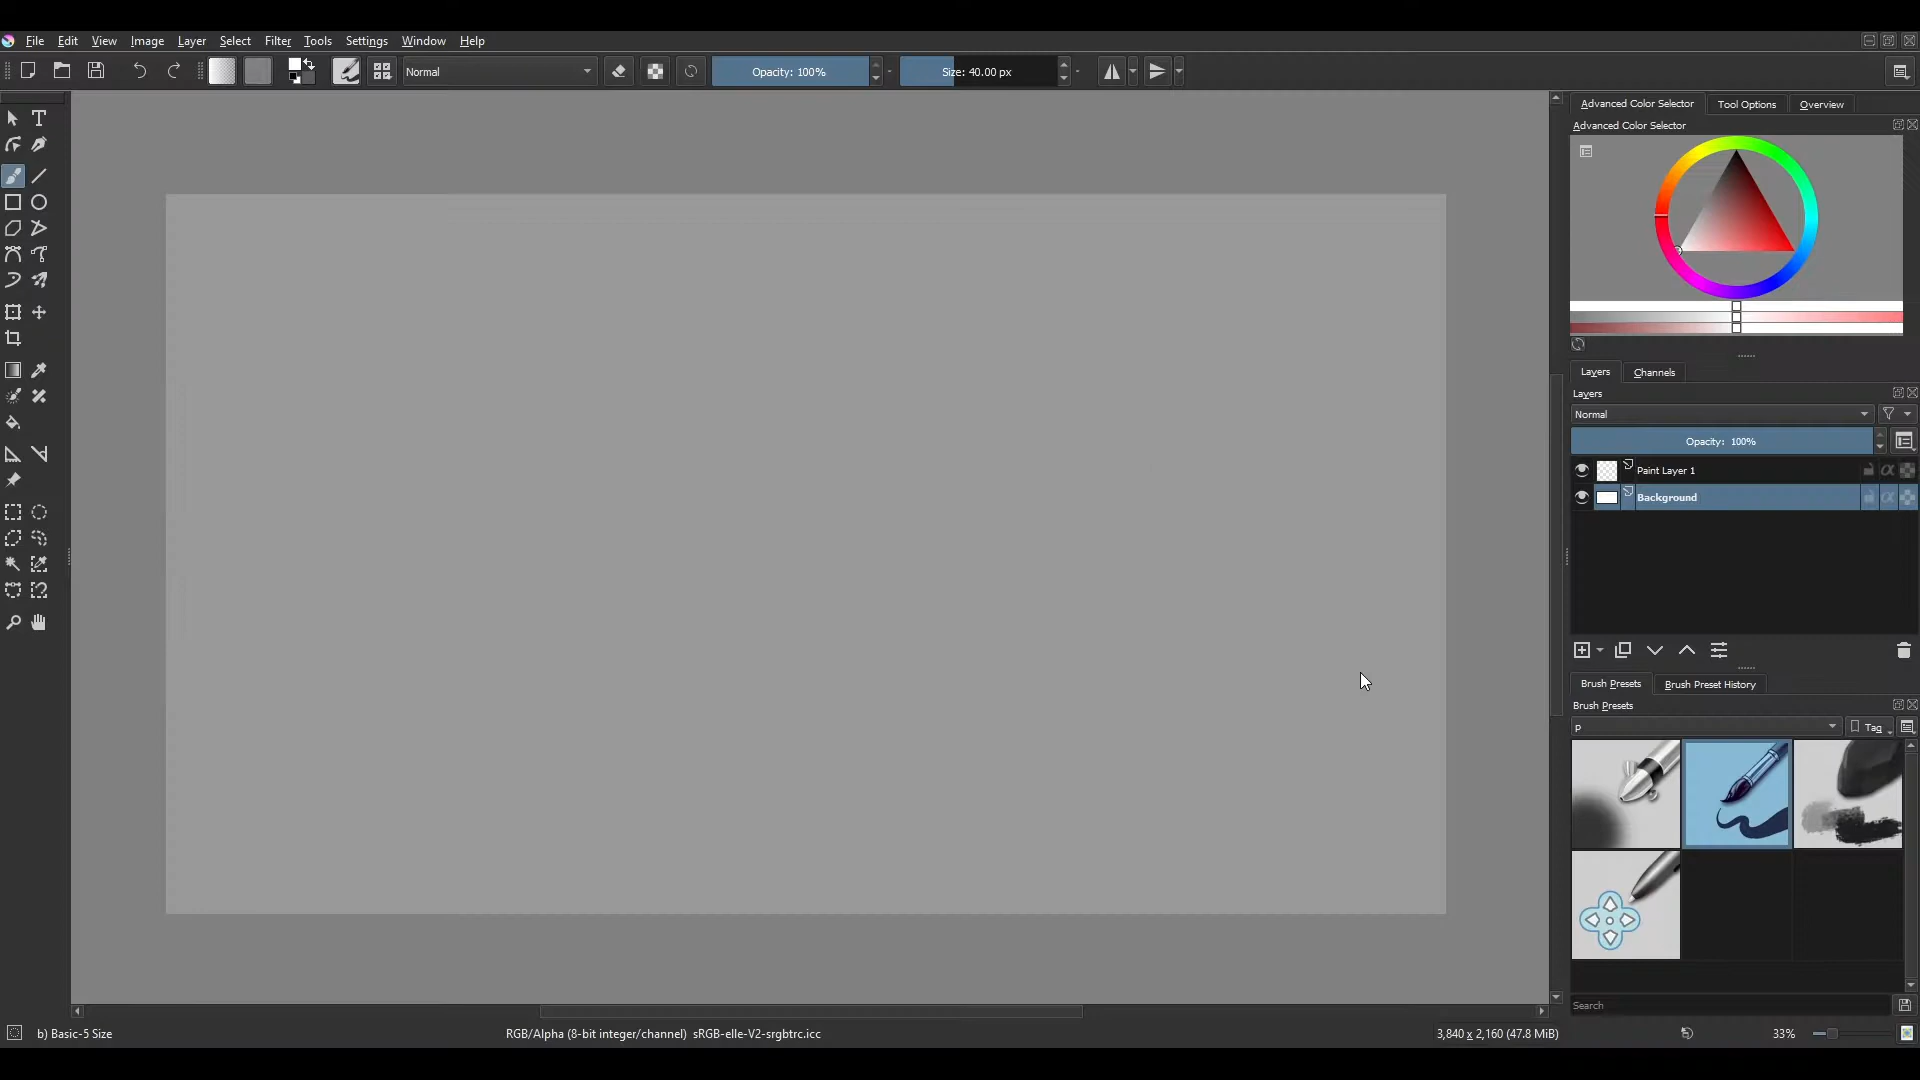 File Edit View Image Layer Select Filter Tools Settings Window Help
Normal Opacity: 100% Size: 40.00 px
Advanced Color Selector Tool Options Overview
Advanced Color Selector
Layers Channels
Layers
Normal
Opacity: 100%
Paint Layer 1
Background
Brush Presets Brush Preset History
Brush Presets
p Tag
Search
b) Basic-5 Size RGB/Alpha (8-bit integer/channel) sRGB-elle-V2-srgbtrc.icc 3,840 x 2,160 (47.8 MiB) 33%